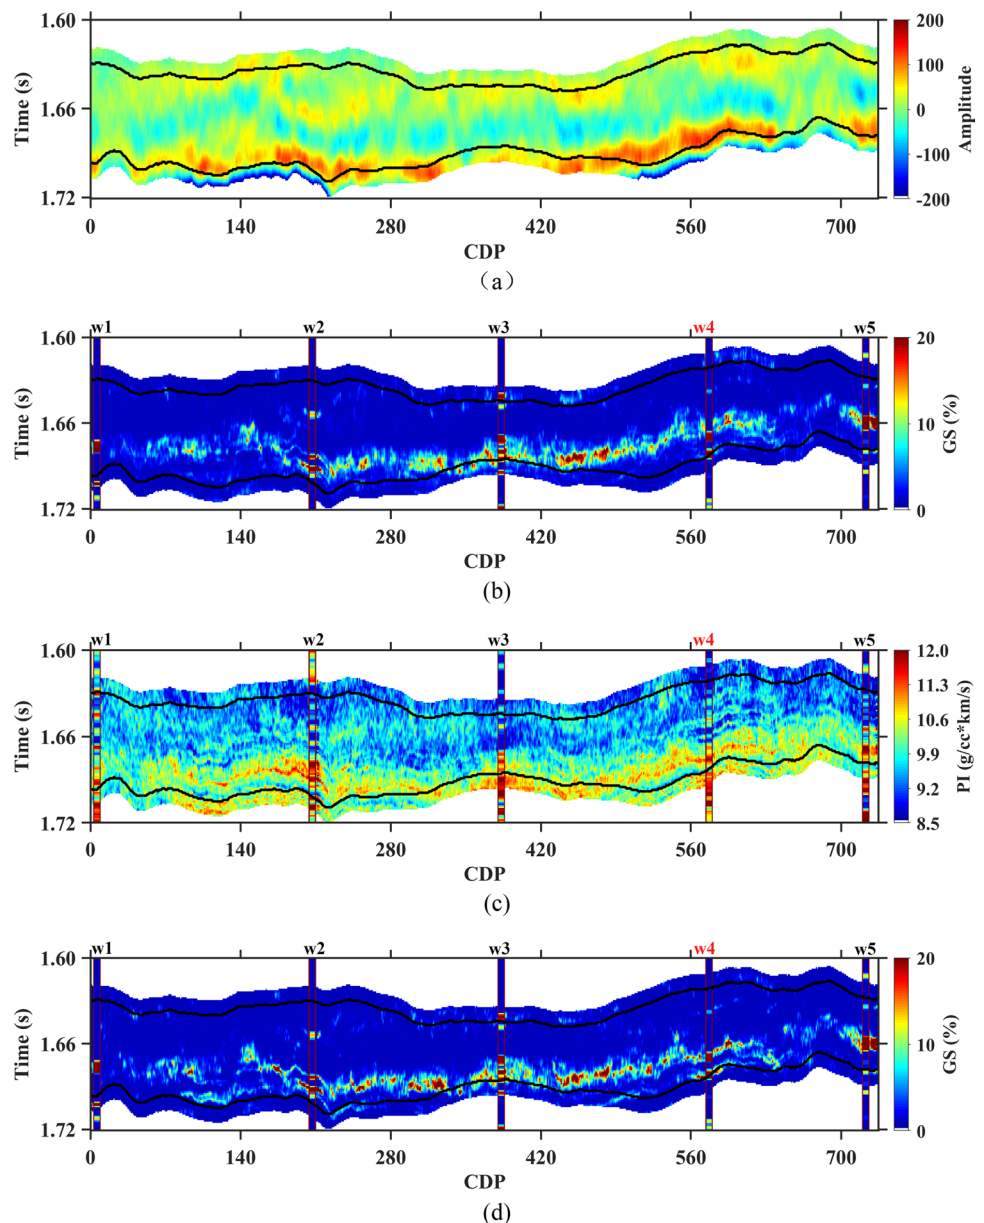 1.60
1.66
1.72
Time (s)
0 140 280 420 560 700
CDP
200
100
0
-100
-200
Amplitude
（a）
w1 w2 w3 w4 w5
1.60
1.66
1.72
Time (s)
0 140 280 420 560 700
CDP
20
10
0
GS (%)
(b)
w1 w2 w3 w4 w5
1.60
1.66
1.72
Time (s)
0 140 280 420 560 700
CDP
12.0
11.3
10.6
9.9
9.2
8.5
PI (g/cc*km/s)
(c)
w1 w2 w3 w4 w5
1.60
1.66
1.72
Time (s)
0 140 280 420 560 700
CDP
20
10
0
GS (%)
(d)